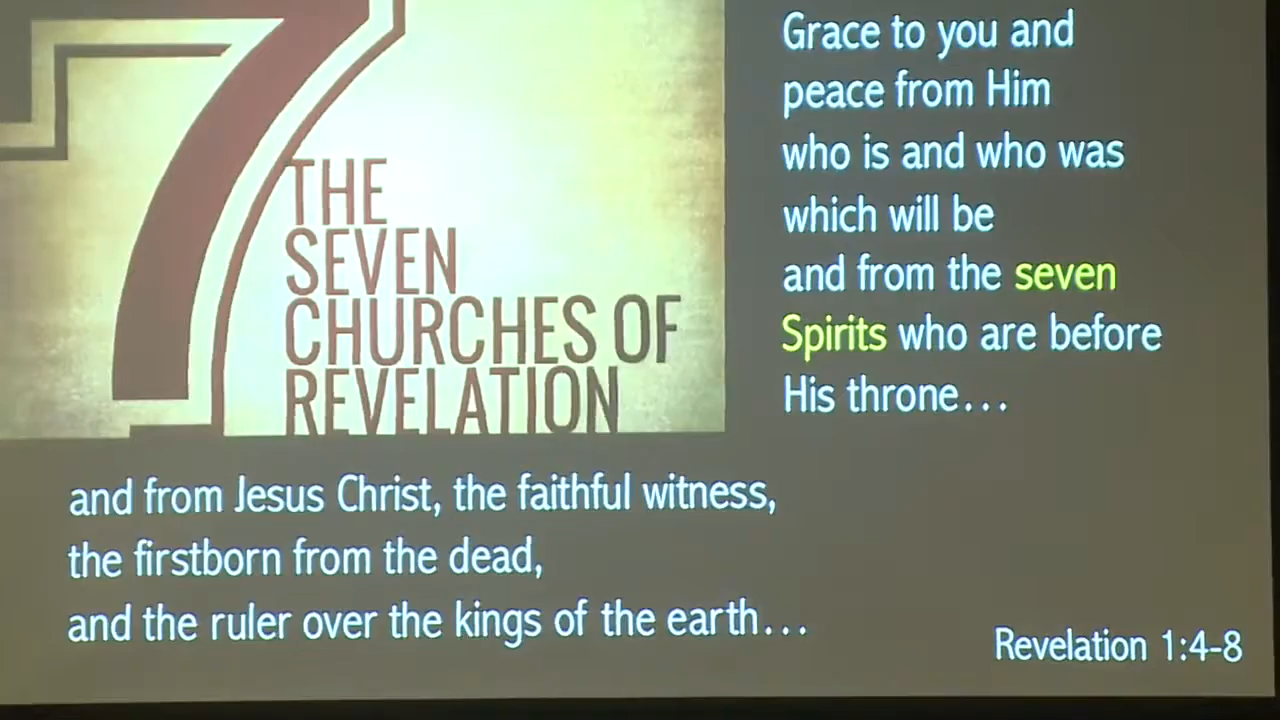 7
THE
SEVEN
CHURCHES OF
REVELATION
Grace to you and
peace from Him
who is and who was
which will be
and from the seven
Spirits who are before
His throne...
and from Jesus Christ, the faithful witness,
the firstborn from the dead,
and the ruler over the kings of the earth...
Revelation 1:4-8